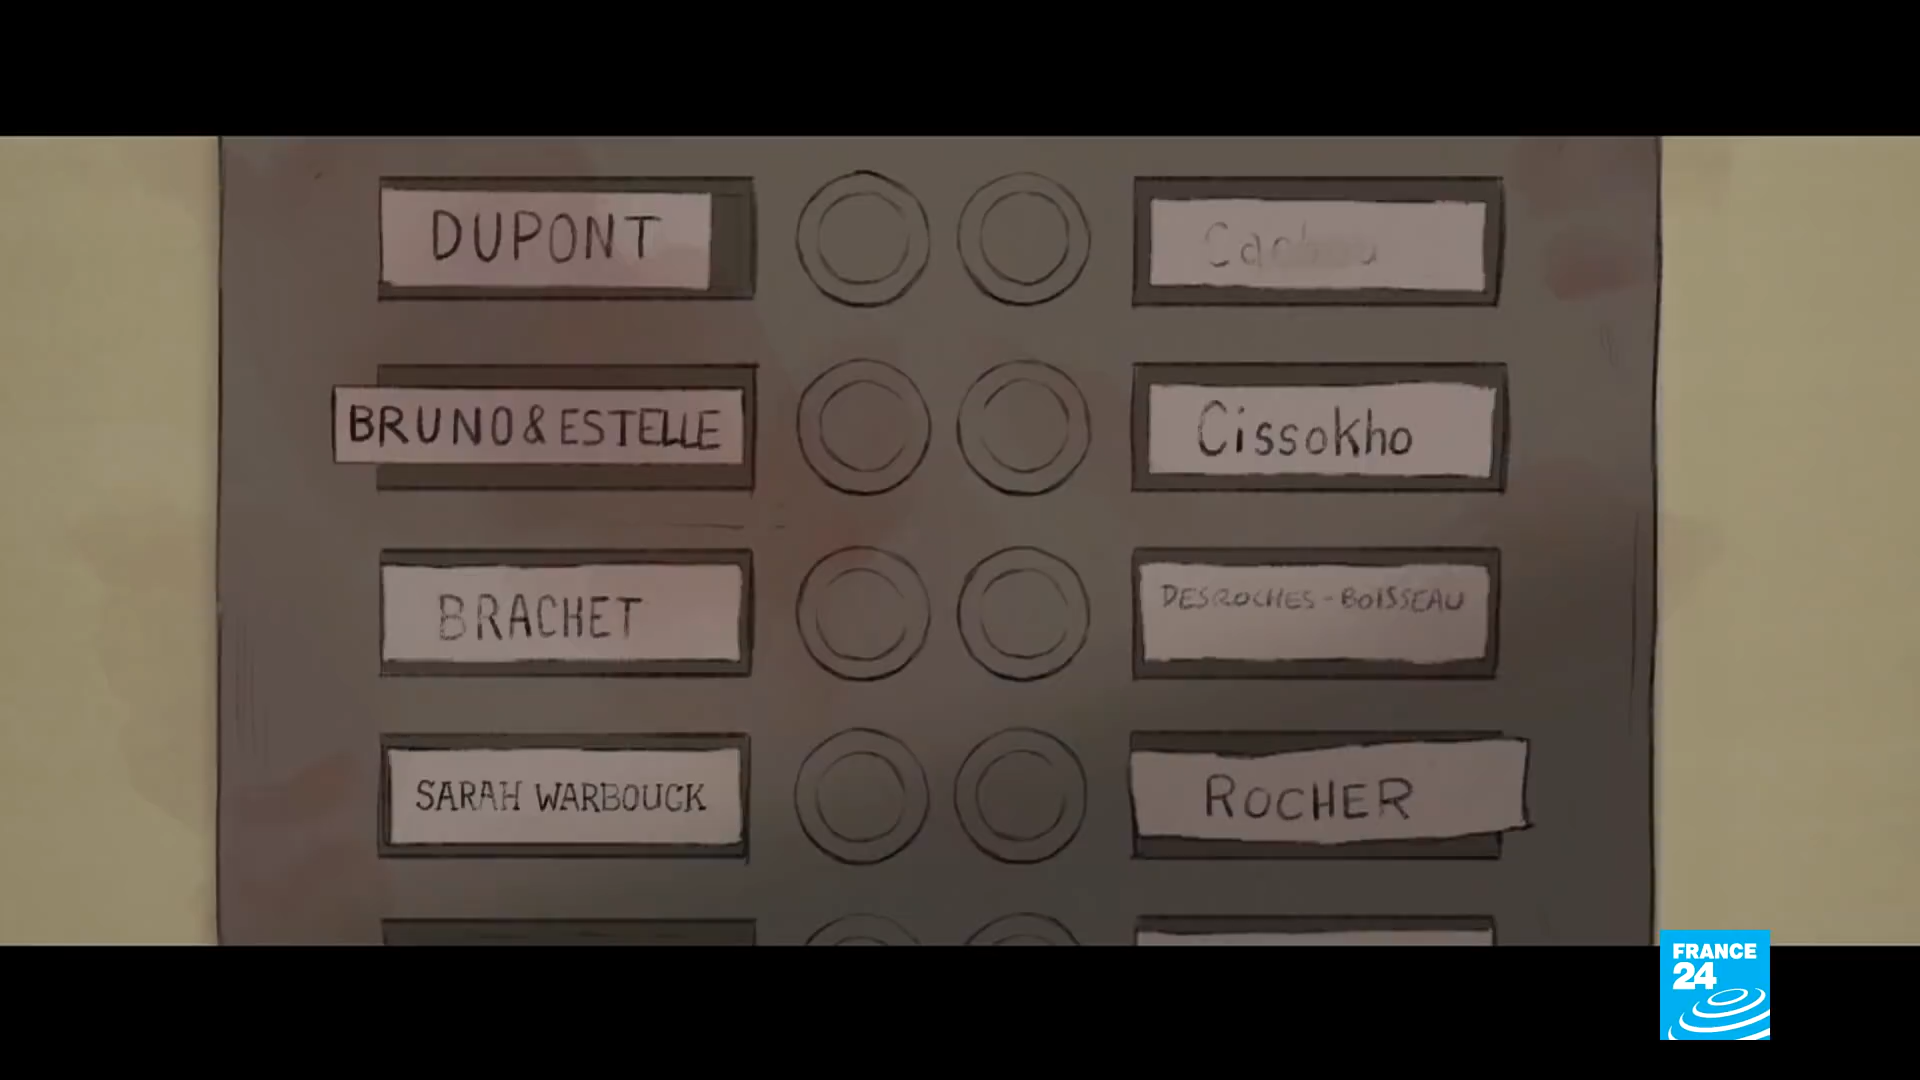 DUPONT
BRUNO & ESTELLE
Cissokho
BRACHET
DESROCHES-BOISSEAU
SARAH WARBOUCK
ROCHER
FRANCE
24